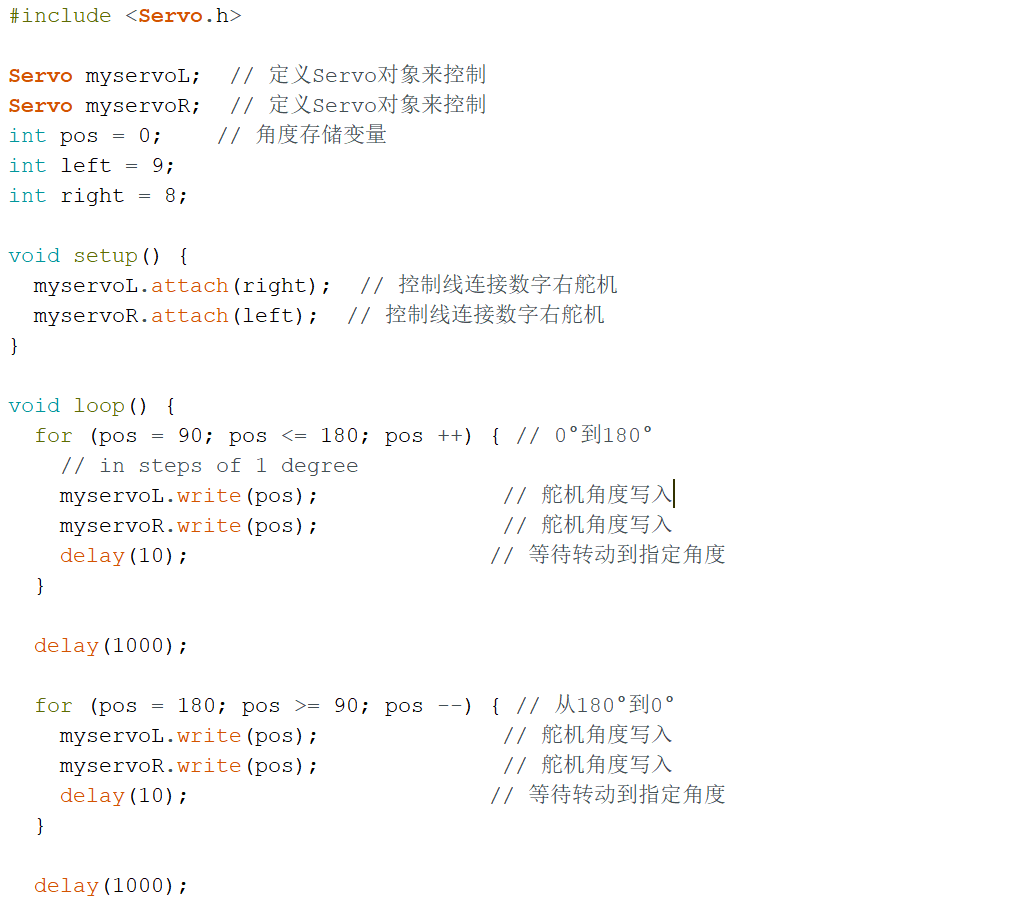 #include <Servo.h>
Servo myservoL;  // 定义Servo对象来控制
Servo myservoR;  // 定义Servo对象来控制
int pos = 0;    // 角度存储变量
int left = 9;
int right = 8;
void setup() {
  myservoL.attach(right);  // 控制线连接数字右舵机
  myservoR.attach(left);  // 控制线连接数字右舵机
}
void loop() {
  for (pos = 90; pos <= 180; pos ++) { // 0°到180°
    // in steps of 1 degree
    myservoL.write(pos);              // 舵机角度写入
    myservoR.write(pos);              // 舵机角度写入
    delay(10);                       // 等待转动到指定角度
  }
  delay(1000);
  for (pos = 180; pos >= 90; pos --) { // 从180°到0°
    myservoL.write(pos);              // 舵机角度写入
    myservoR.write(pos);              // 舵机角度写入
    delay(10);                       // 等待转动到指定角度
  }
  delay(1000);